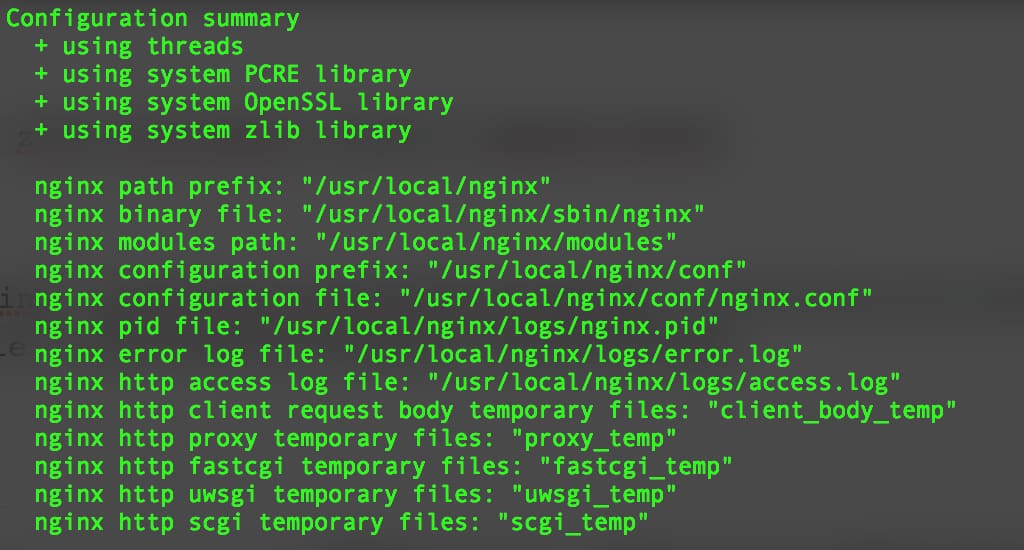 Configuration summary
+ using threads
+ using system PCRE library
+ using system OpenSSL library
+ using system zlib library
nginx path prefix: "/usr/local/nginx"
nginx binary file: "/usr/local/nginx/sbin/nginx"
nginx modules path: "/usr/local/nginx/modules"
nginx configuration prefix: "/usr/local/nginx/conf"
nginx configuration file: "/usr/local/nginx/conf/nginx.conf"
nginx pid file: "/usr/local/nginx/logs/nginx.pid"
nginx error log file: "/usr/local/nginx/logs/error.log"
nginx http access log file: "/usr/local/nginx/logs/access.log"
nginx http client request body temporary files: "client_body_temp"
nginx http proxy temporary files: "proxy_temp"
nginx http fastcgi temporary files: "fastcgi_temp"
nginx http uwsgi temporary files: "uwsgi_temp"
nginx http scgi temporary files: "scgi_temp"